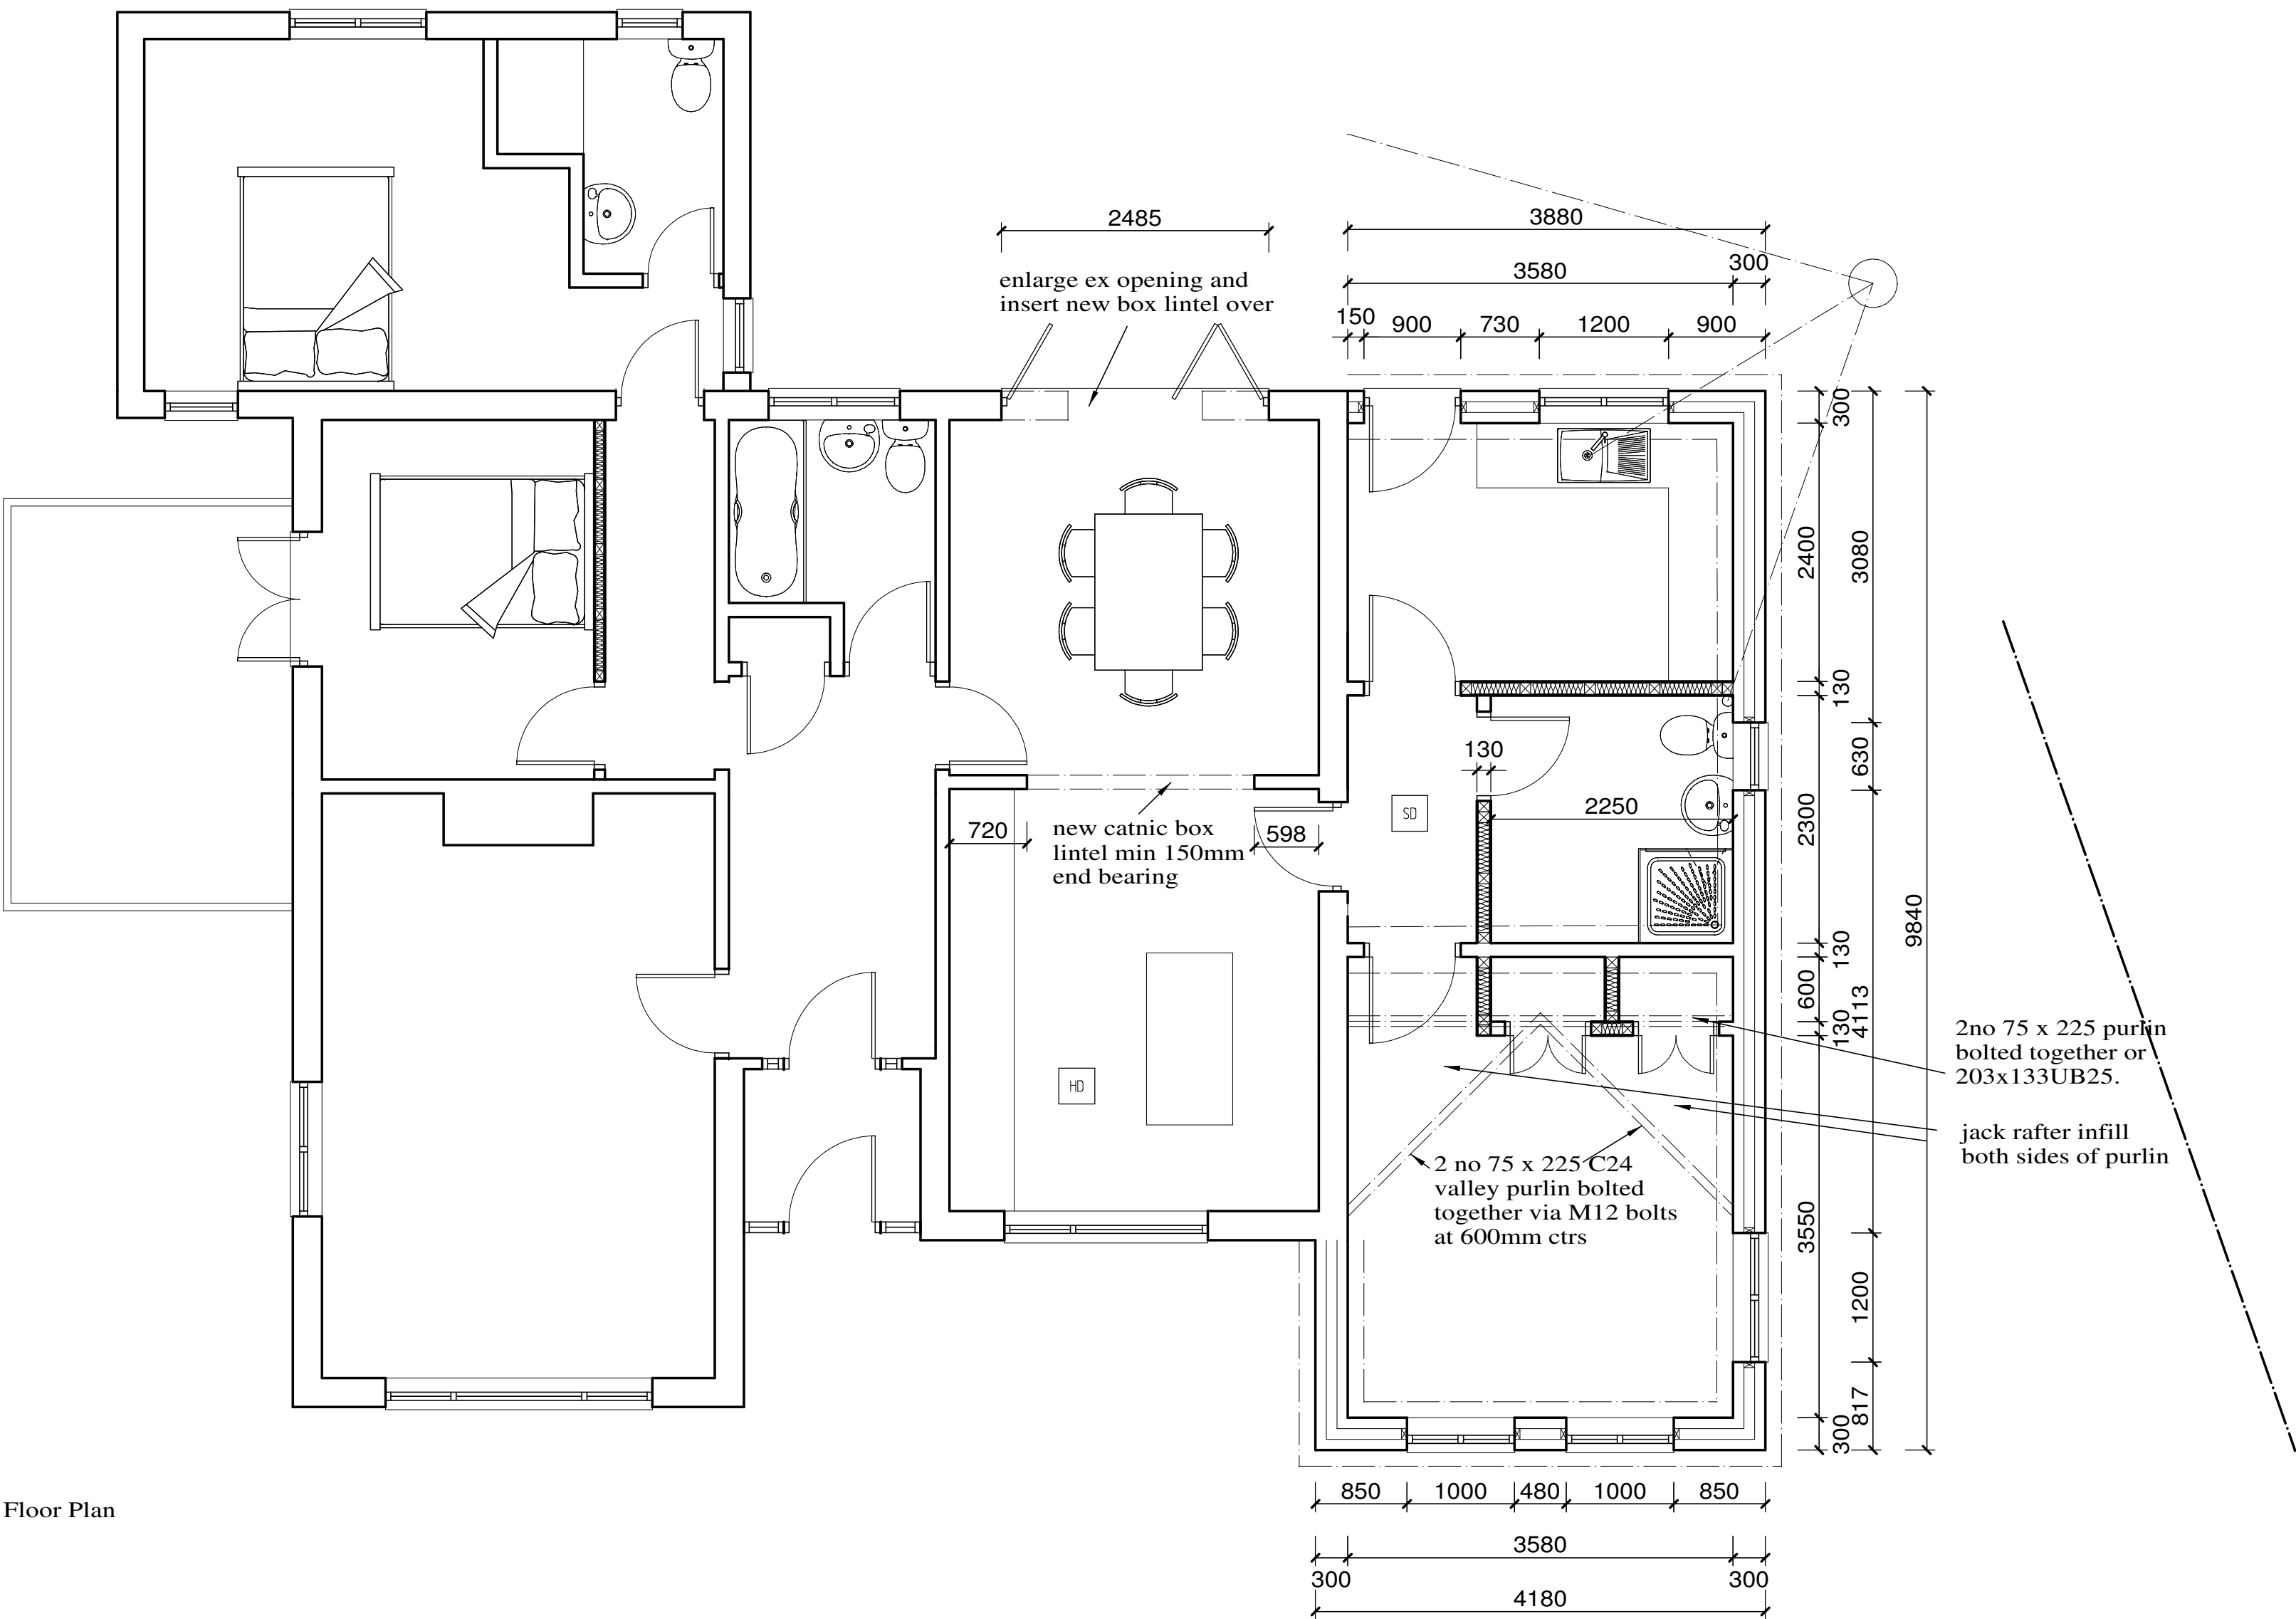 2485
3880
3580
300
150
900
730
1200
900
enlarge ex opening and
insert new box lintel over
300
2400
3080
130
630
130
2250
2300
SD
720
new catnic box
lintel min 150mm
end bearing
598
9840
130
600
4113
130
2no 75 x 225 purlin
bolted together or
203x133UB25.
HD
jack rafter infill
both sides of purlin
2 no 75 x 225 C24
valley purlin bolted
together via M12 bolts
at 600mm ctrs
3550
1200
817
300
850
1000
480
1000
850
Floor Plan
3580
300
300
4180